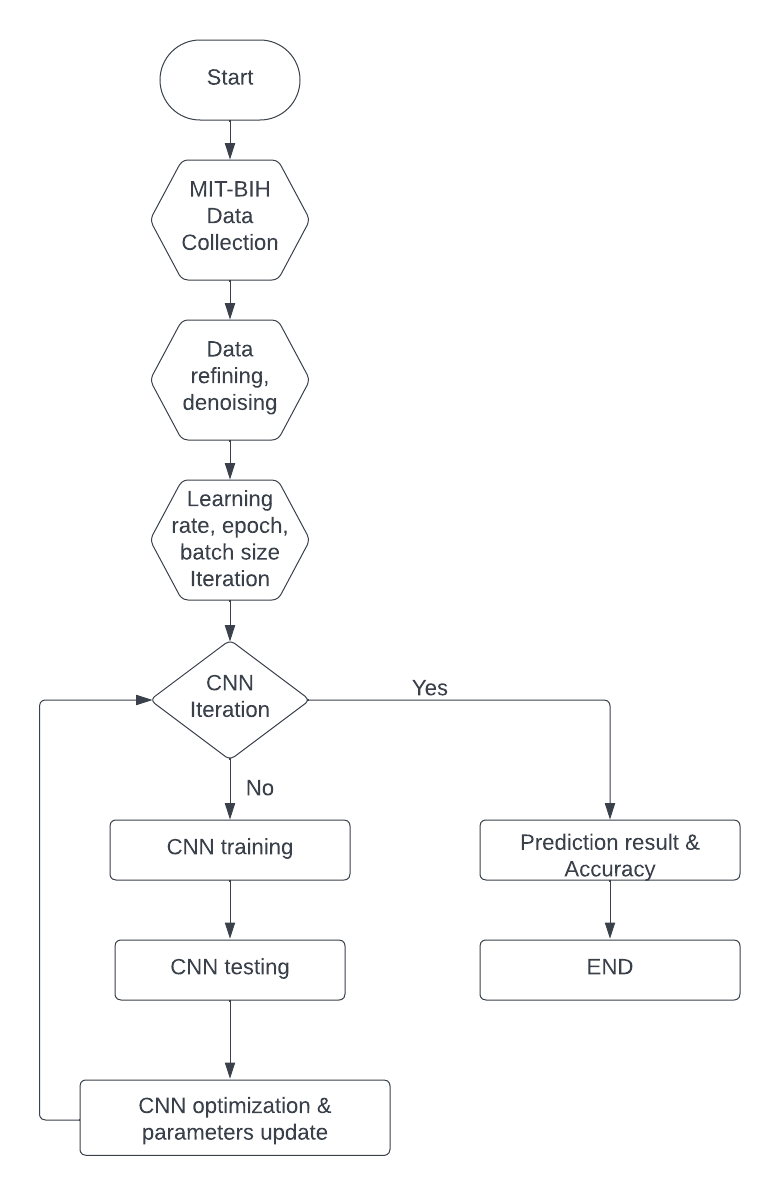 Start
MIT-BIH
Data
Collection
Data
refining,
denoising
Learning
rate, epoch,
batch size
Iteration
CNN
Iteration
Yes
No
CNN training
Prediction result &
Accuracy
CNN testing
END
CNN optimization &
parameters update